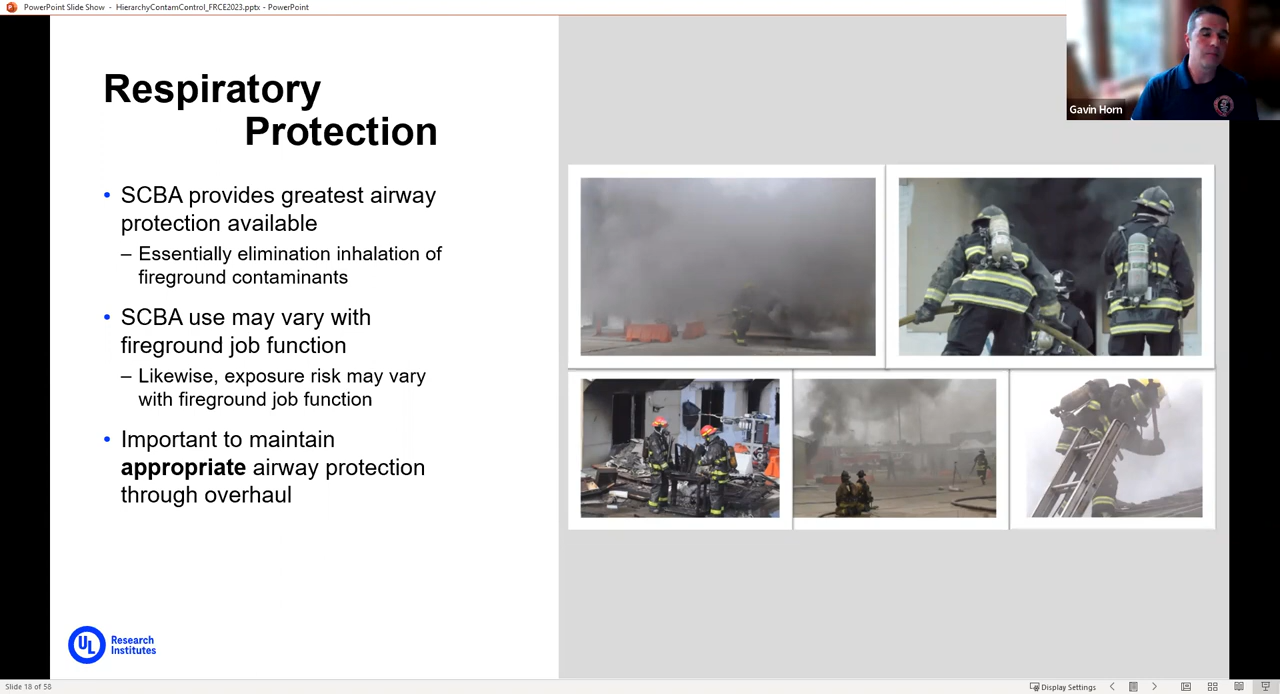 PowerPoint Slide Show - HierarchyContamControl_FRCE2023.pptx - PowerPoint
Gavin Horn
Respiratory
Protection
• SCBA provides greatest airway
protection available
– Essentially elimination inhalation of
fireground contaminants
• SCBA use may vary with
fireground job function
– Likewise, exposure risk may vary
with fireground job function
• Important to maintain
appropriate airway protection
through overhaul
UL
Research
Institutes
Slide 18 of 58
Display Settings